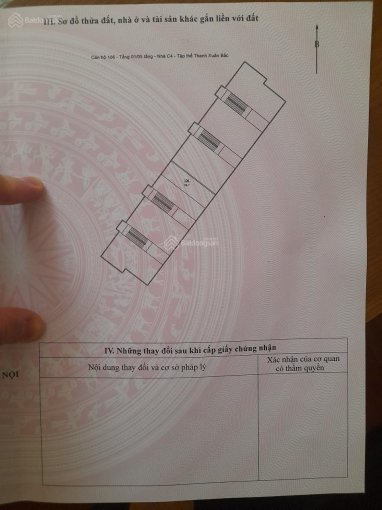 III. Sơ đồ thửa đất, nhà ở và tài sản khác gắn liền với đất
Căn hộ 106 - Tầng 01/05 tầng - Nhà C4 - Tập thể Thanh Xuân Bắc
B
Batdongsan
NỘI
IV. Những thay đổi sau khi cấp giấy chứng nhận
Nội dung thay đổi và cơ sở pháp lý
Xác nhận của cơ quan
có thẩm quyền